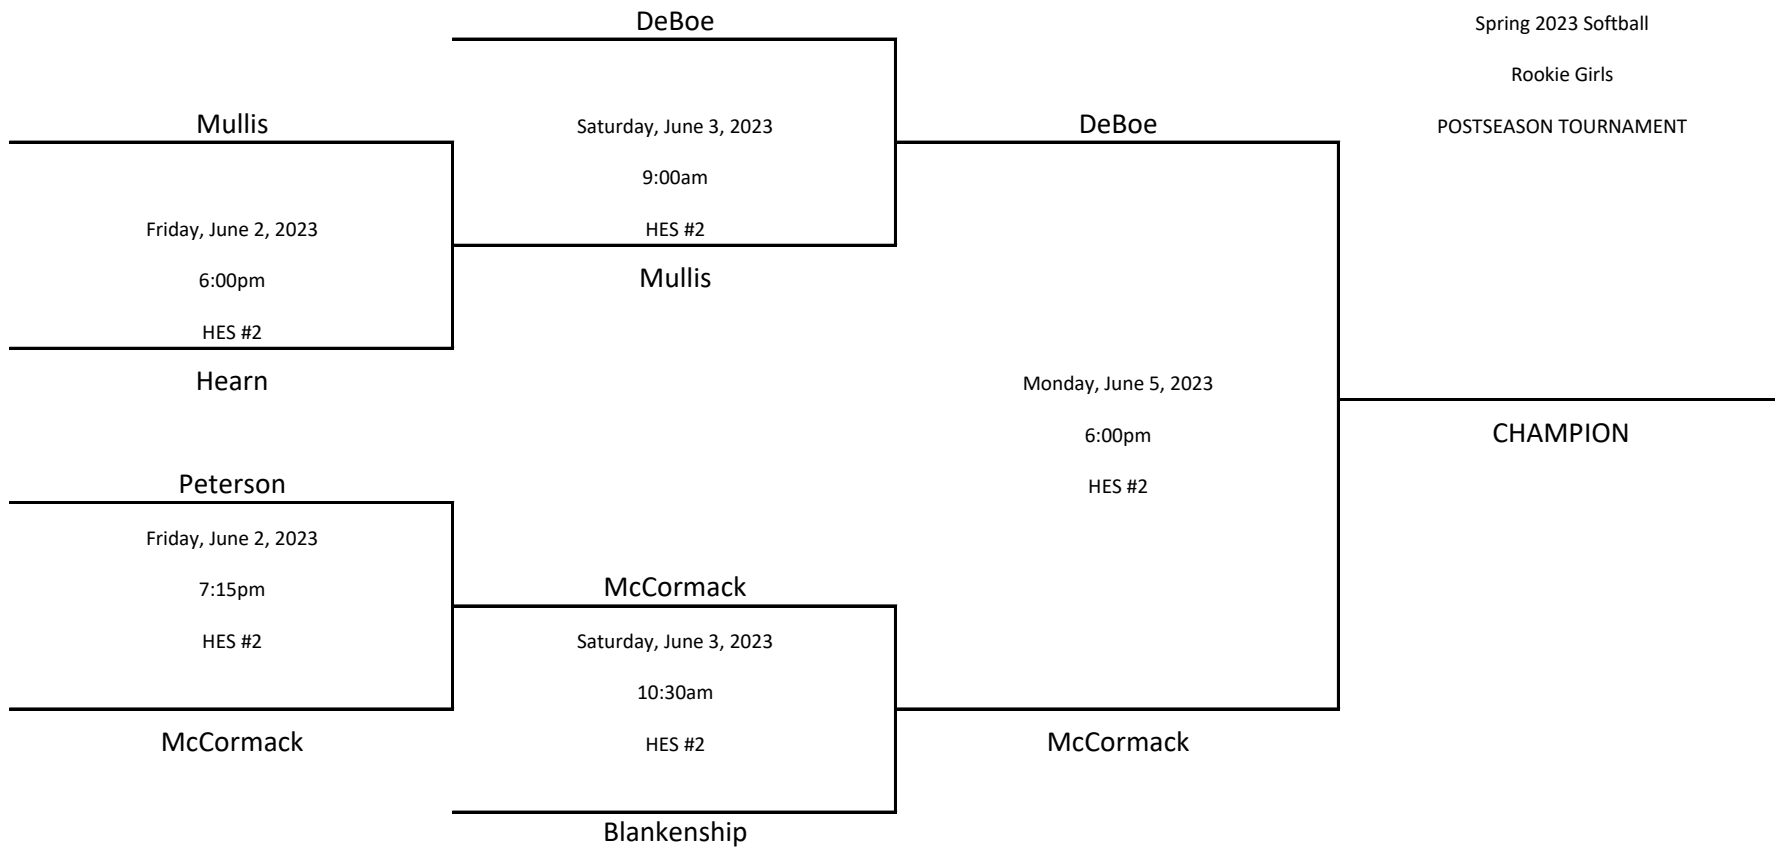 DeBoe
Spring 2023 Softball
Rookie Girls
POSTSEASON TOURNAMENT
Mullis
Saturday, June 3, 2023
9:00am
HES #2
DeBoe
Friday, June 2, 2023
6:00pm
HES #2
Mullis
Hearn
Monday, June 5, 2023
6:00pm
HES #2
CHAMPION
Peterson
Friday, June 2, 2023
7:15pm
HES #2
McCormack
Saturday, June 3, 2023
10:30am
HES #2
McCormack
McCormack
Blankenship